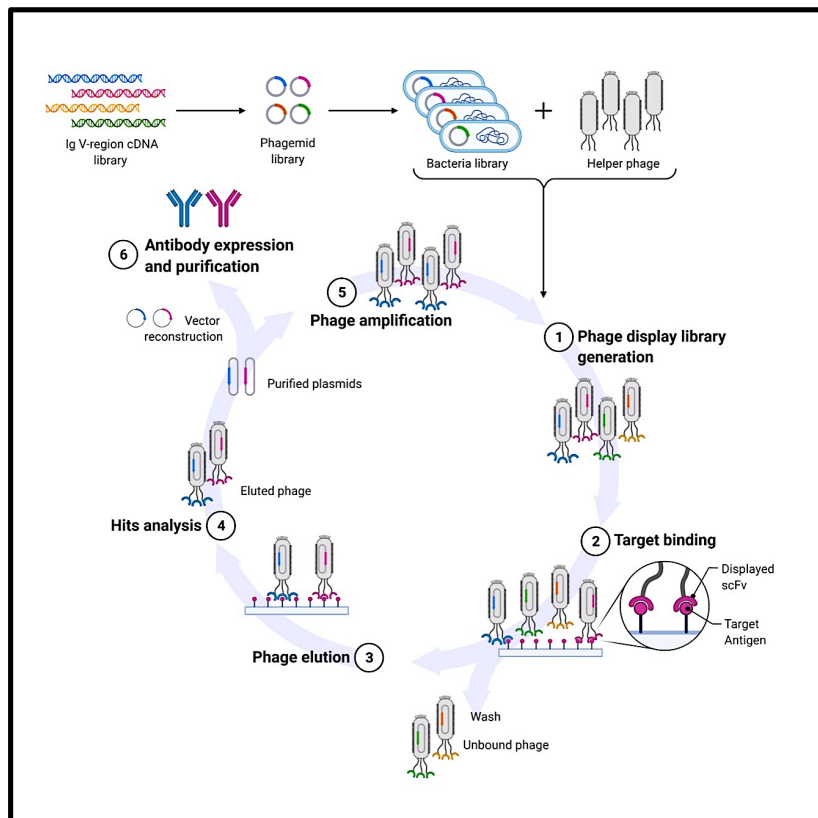 Ig V-region cDNA
library
Phagemid
library
Bacteria library
+
Helper phage
6
Antibody expression
and purification
5
Phage amplification
Vector
reconstruction
1
Phage display library
generation
Purified plasmids
Eluted phage
Hits analysis
4
2
Target binding
Displayed
scFv
Target
Antigen
Phage elution
3
Wash
Unbound phage